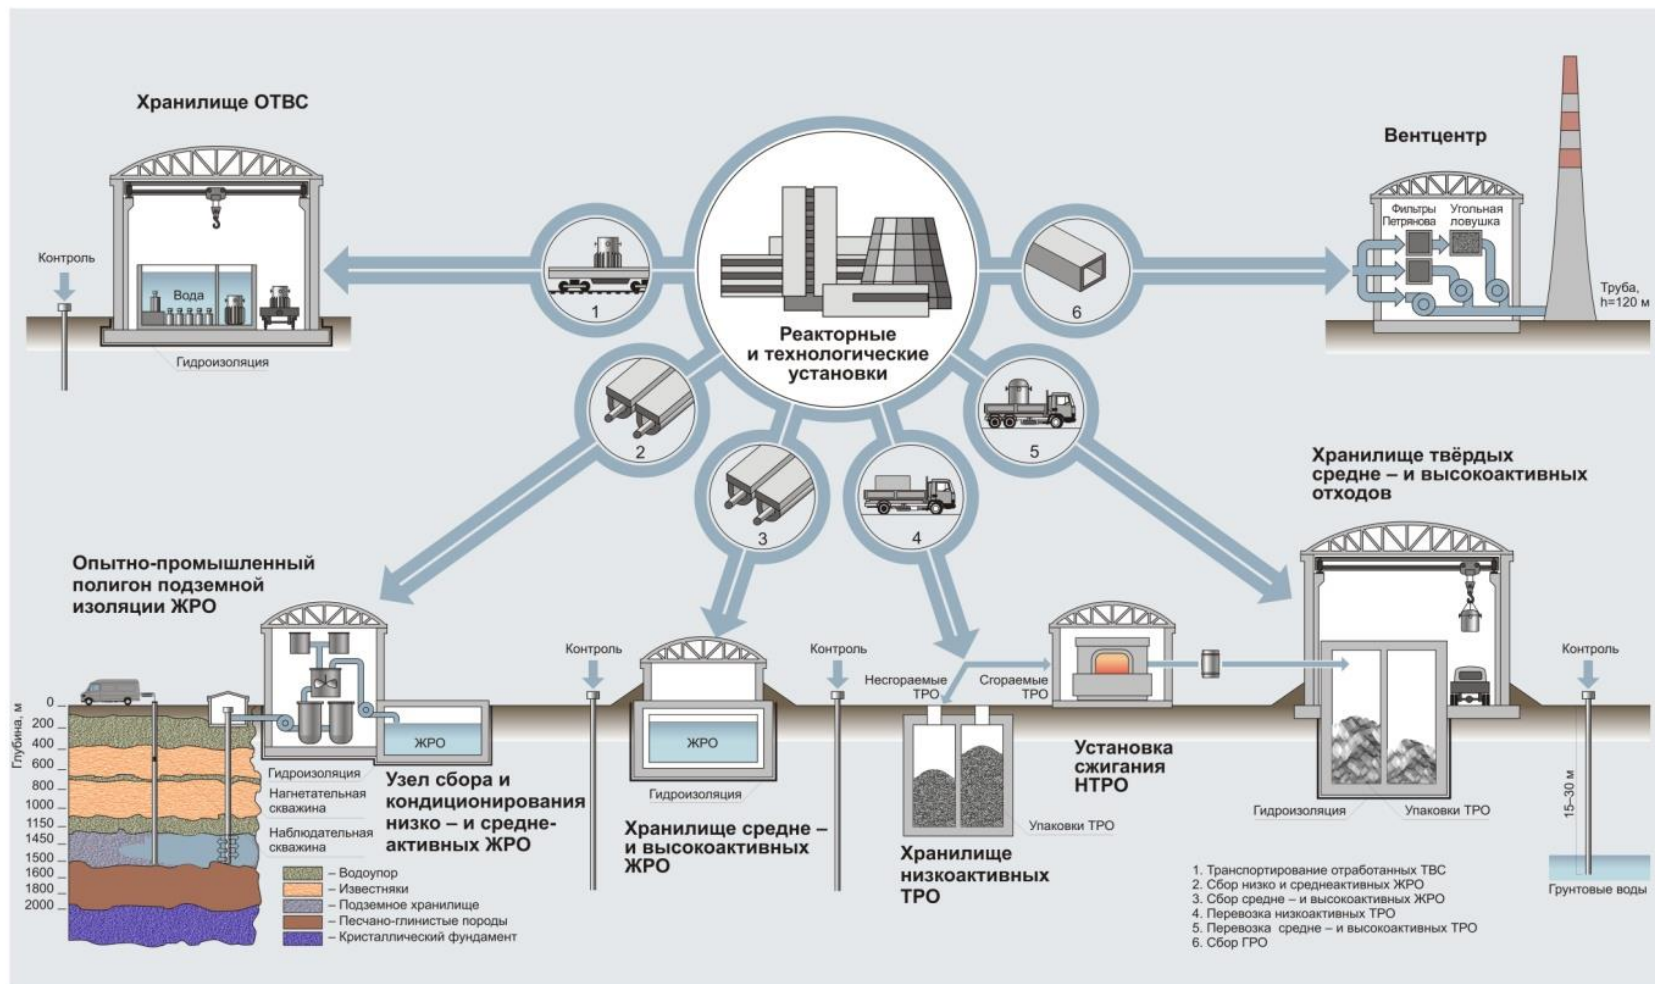 Хранилище ОТВС
Контроль
Вода
Гидроизоляция
1
Реакторные
и технологические
установки
6
Вентцентр
Фильтры
Петрянова
Угольная
ловушка
Труба,
h=120 м
2
3
4
5
Хранилище твёрдых
средне – и высокоактивных
отходов
Опытно-промышленный
полигон подземной
изоляции ЖРО
Глубина, м
0
200
400
600
800
1000
1150
1450
1500
1600
1800
2000
ЖРО
Гидроизоляция
Нагнетательная
скважина
Наблюдательная
скважина
– Водоупор
– Известняки
– Подземное хранилище
– Песчано-глинистые породы
– Кристаллический фундамент
Узел сбора и
кондиционирования
низко – и средне-
активных ЖРО
Контроль
ЖРО
Гидроизоляция
Хранилище средне –
и высокоактивных
ЖРО
Контроль
Несгораемые
ТРО
Сгораемые
ТРО
Упаковки ТРО
Хранилище
низкоактивных
ТРО
Установка
сжигания
НТРО
Гидроизоляция
Упаковки ТРО
Контроль
15–30 м
Грунтовые воды
1. Транспортирование отработанных ТВС
2. Сбор низко и среднеактивных ЖРО
3. Сбор средне – и высокоактивных ЖРО
4. Перевозка низкоактивных ТРО
5. Перевозка средне – и высокоактивных ТРО
6. Сбор ГРО